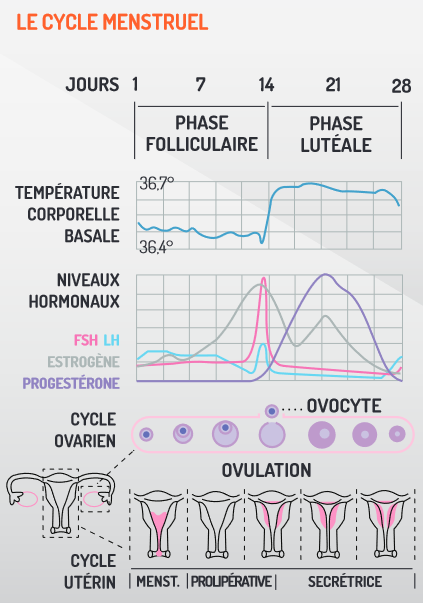 LE CYCLE MENSTRUEL
JOURS 1 7 14 21 28
PHASE FOLLICULAIRE
PHASE LUTÉALE
TEMPÉRATURE CORPORELLE BASALE
36.7°
36.4°
NIVEAUX HORMONAUX
FSH LH
ESTROGÈNE
PROGESTÉRONE
CYCLE OVARIEN
OVOCYTE
OVULATION
CYCLE UTÉRIN
MENST. PROLIPÉRATIVE SECRÉTRICE